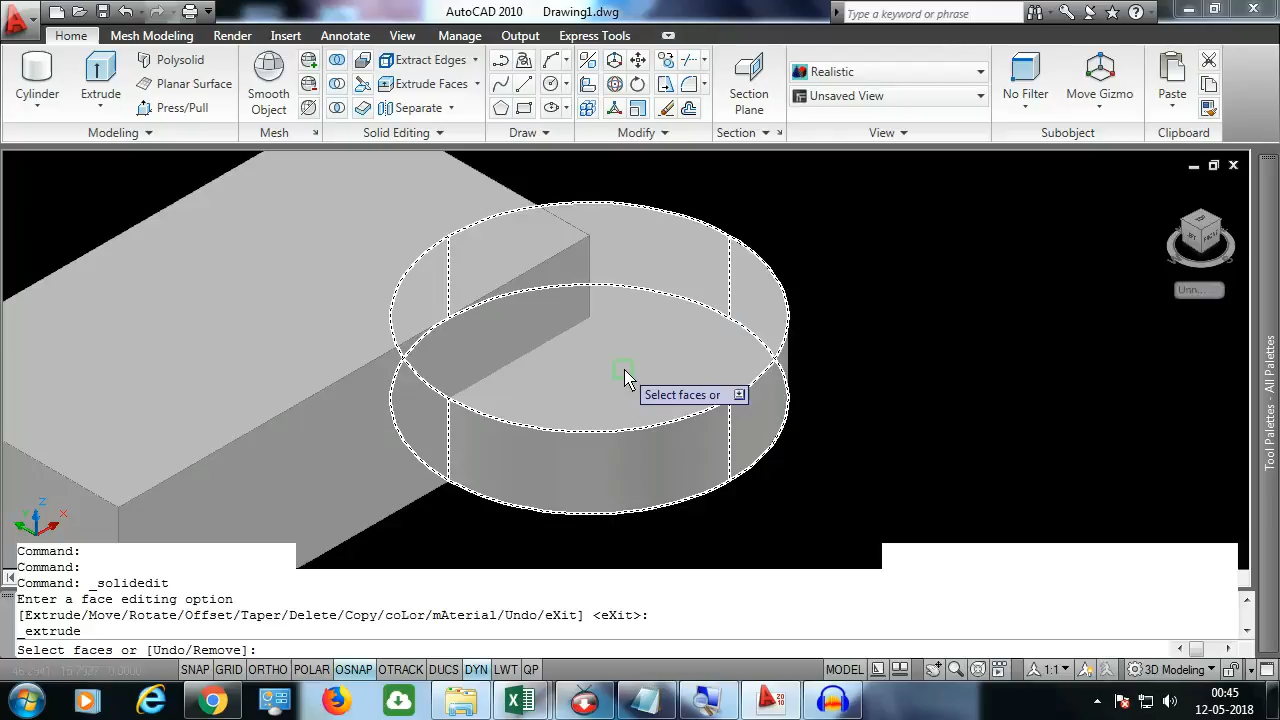 AutoCAD 2010 Drawing1.dwg
Type a keyword or phrase
Home Mesh Modeling Render Insert Annotate View Manage Output Express Tools
Cylinder Extrude Polysolid Planar Surface Press/Pull
Smooth Object
Extract Edges Extrude Faces Separate
Section Plane
Realistic
Unsaved View
No Filter Move Gizmo Paste
Modeling Mesh Solid Editing Draw Modify Section View Subobject Clipboard
TOP
Unn...
Tool Palettes - All Palettes
Select faces or
Z
X
Command:
Command:
Command: _solidedit
Enter a face editing option
[Extrude/Move/Rotate/Offset/Taper/Delete/Copy/coLor/mAterial/Undo/eXit] <eXit>:
_extrude
Select faces or [Undo/Remove]:
SNAP GRID ORTHO POLAR OSNAP OTRACK DUCS DYN LWT QP MODEL 1:1 3D Modeling
00:45
12-05-2018